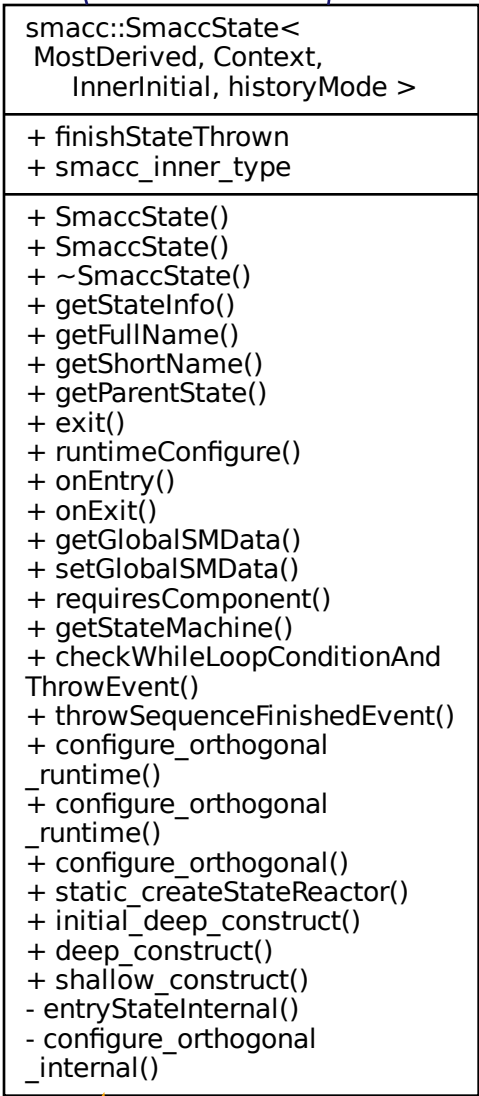 smacc::SmaccState<
MostDerived, Context,
InnerInitial, historyMode >
+ finishStateThrown
+ smacc_inner_type
+ SmaccState()
+ SmaccState()
+ ~SmaccState()
+ getStateInfo()
+ getFullName()
+ getShortName()
+ getParentState()
+ exit()
+ runtimeConfigure()
+ onEntry()
+ onExit()
+ getGlobalSMData()
+ setGlobalSMData()
+ requiresComponent()
+ getStateMachine()
+ checkWhileLoopConditionAnd
ThrowEvent()
+ throwSequenceFinishedEvent()
+ configure_orthogonal
_runtime()
+ configure_orthogonal
_runtime()
+ configure_orthogonal()
+ static_createStateReactor()
+ initial_deep_construct()
+ deep_construct()
+ shallow_construct()
- entryStateInternal()
- configure_orthogonal
_internal()